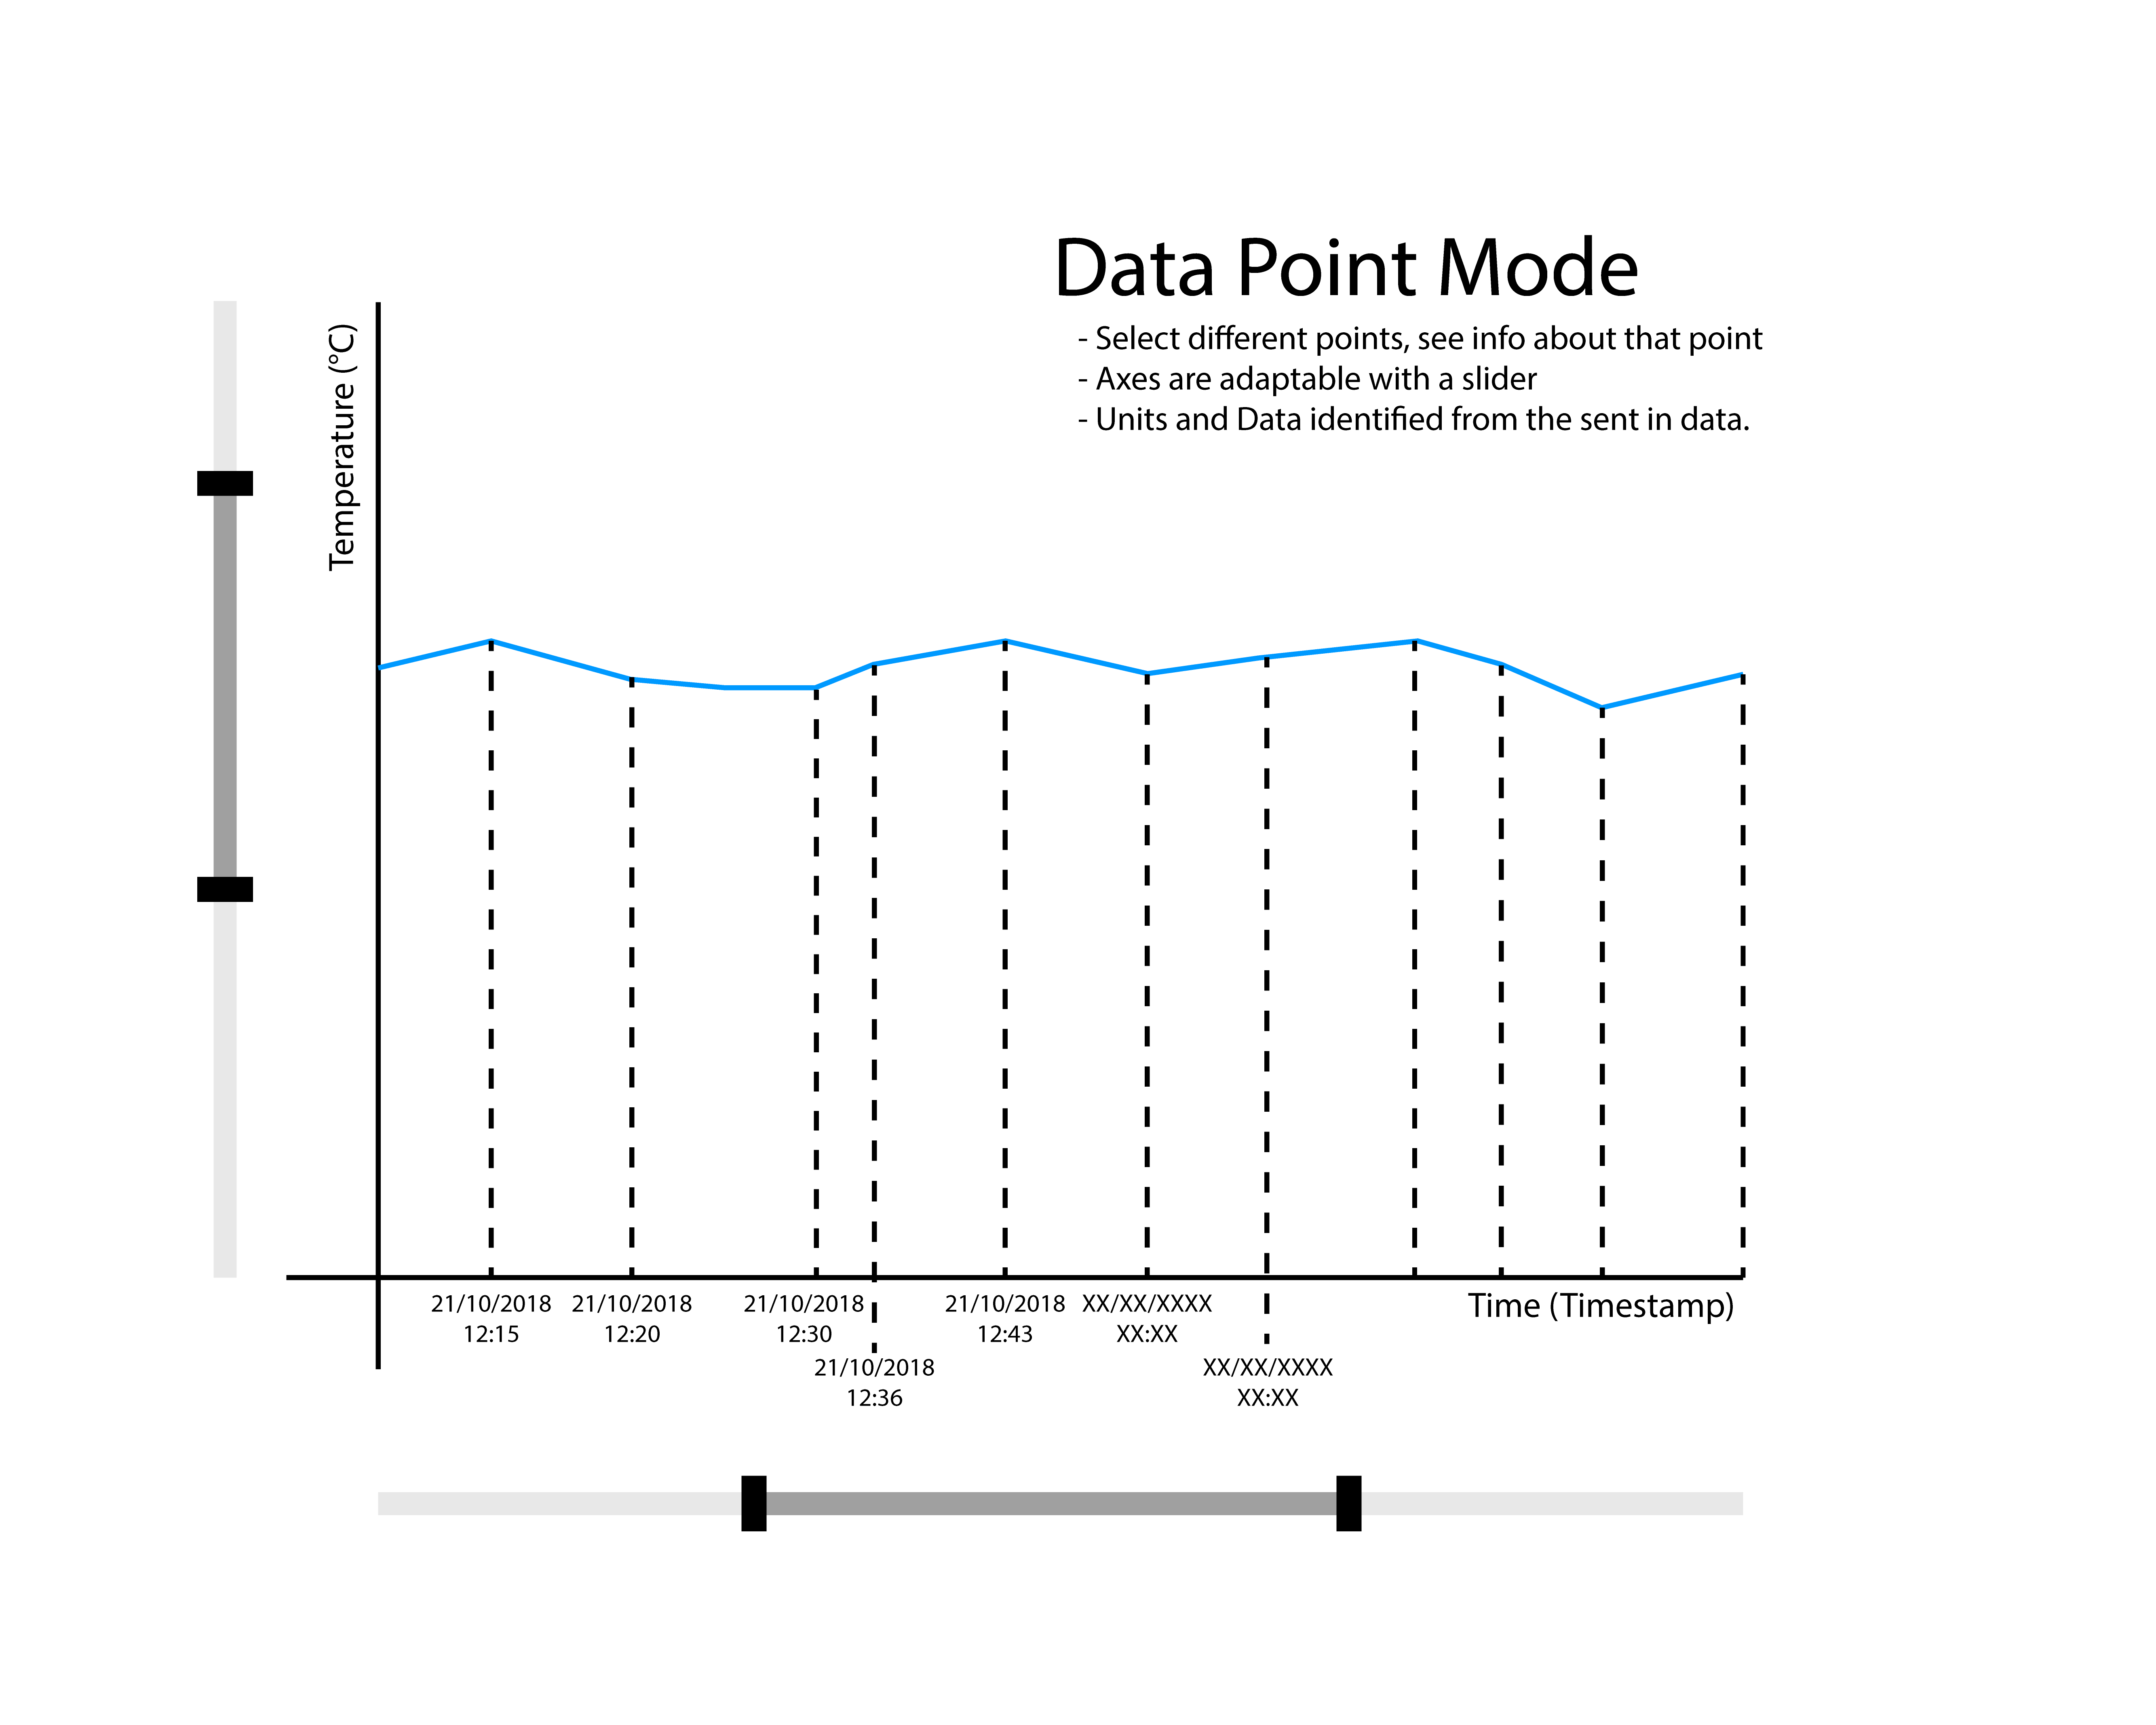 Data Point Mode
- Select different points, see info about that point
- Axes are adaptable with a slider
- Units and Data identified from the sent in data.
Temperature (°C)
21/10/2018
12:15
21/10/2018
12:20
21/10/2018
12:30
21/10/2018
12:36
21/10/2018
12:43
XX/XX/XXXX
XX:XX
XX/XX/XXXX
XX:XX
Time (Timestamp)